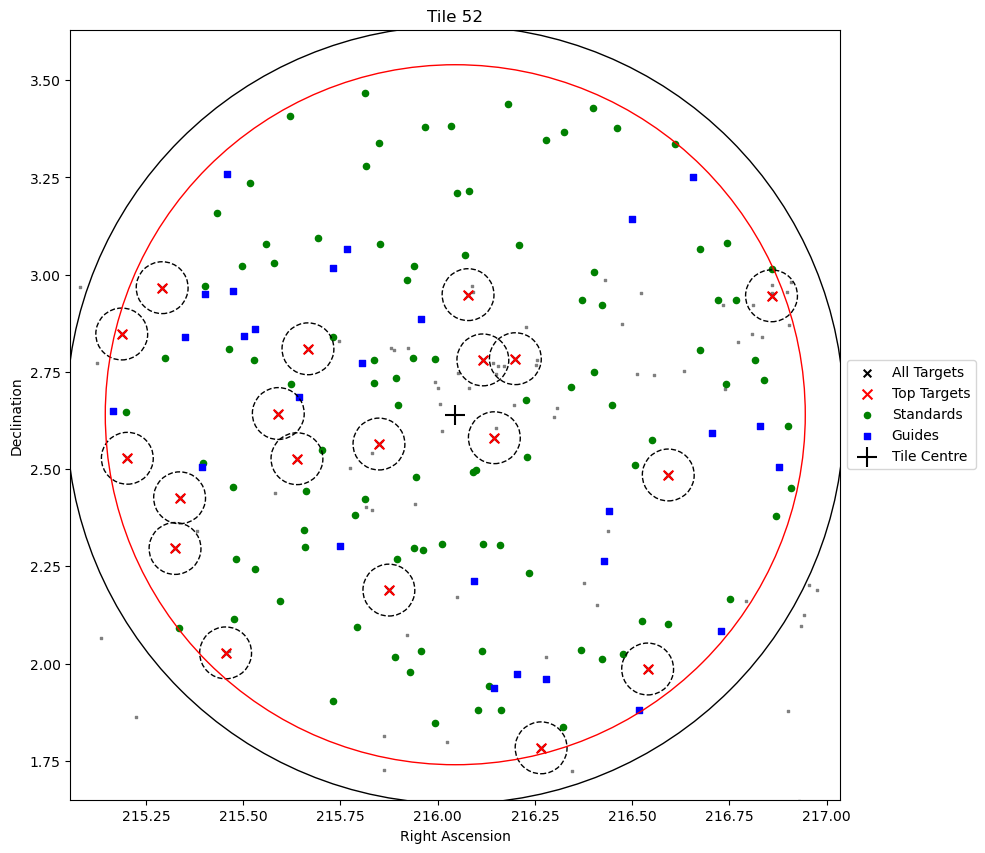 Tile 52
3.50
3.25
3.00
2.75
2.50
2.25
2.00
1.75
Declination
215.25 215.50 215.75 216.00 216.25 216.50 216.75 217.00
Right Ascension
All Targets
Top Targets
Standards
Guides
Tile Centre